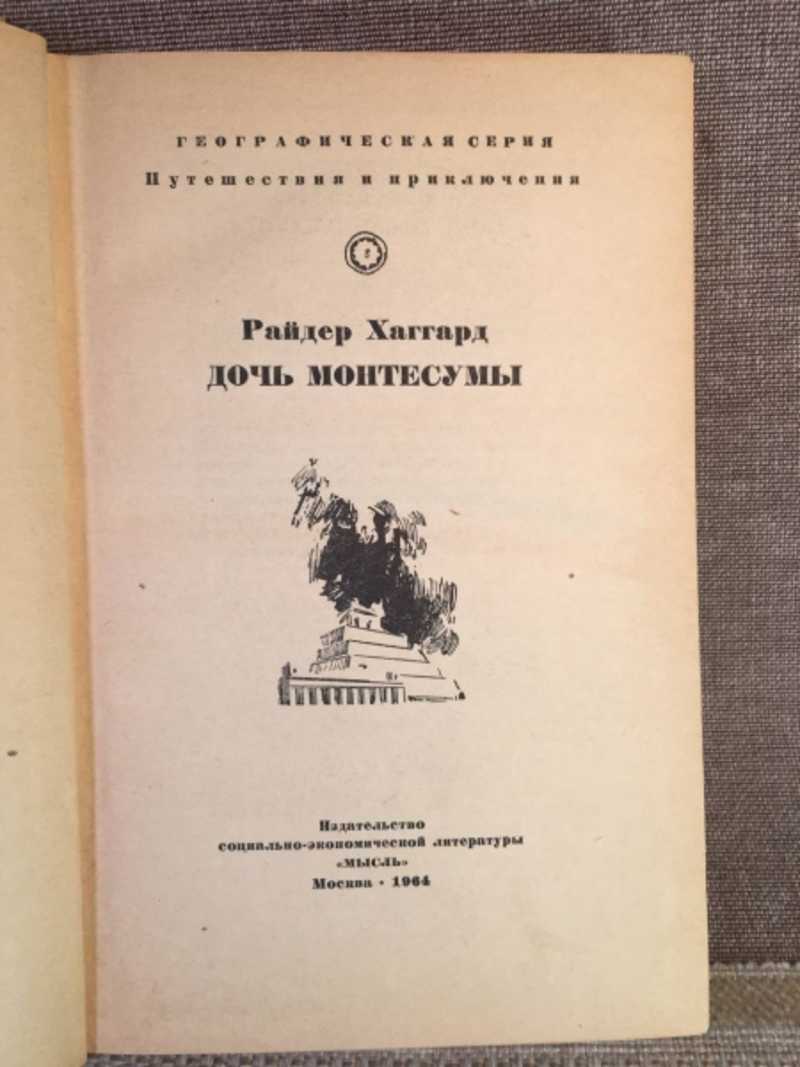 ГЕОГРАФИЧЕСКАЯ СЕРИЯ
Путешествия и приключения
Райдер Хаггард
ДОЧЬ МОНТЕСУМЫ
Издательство
социально-экономической литературы
«МЫСЛЬ»
Москва • 1964